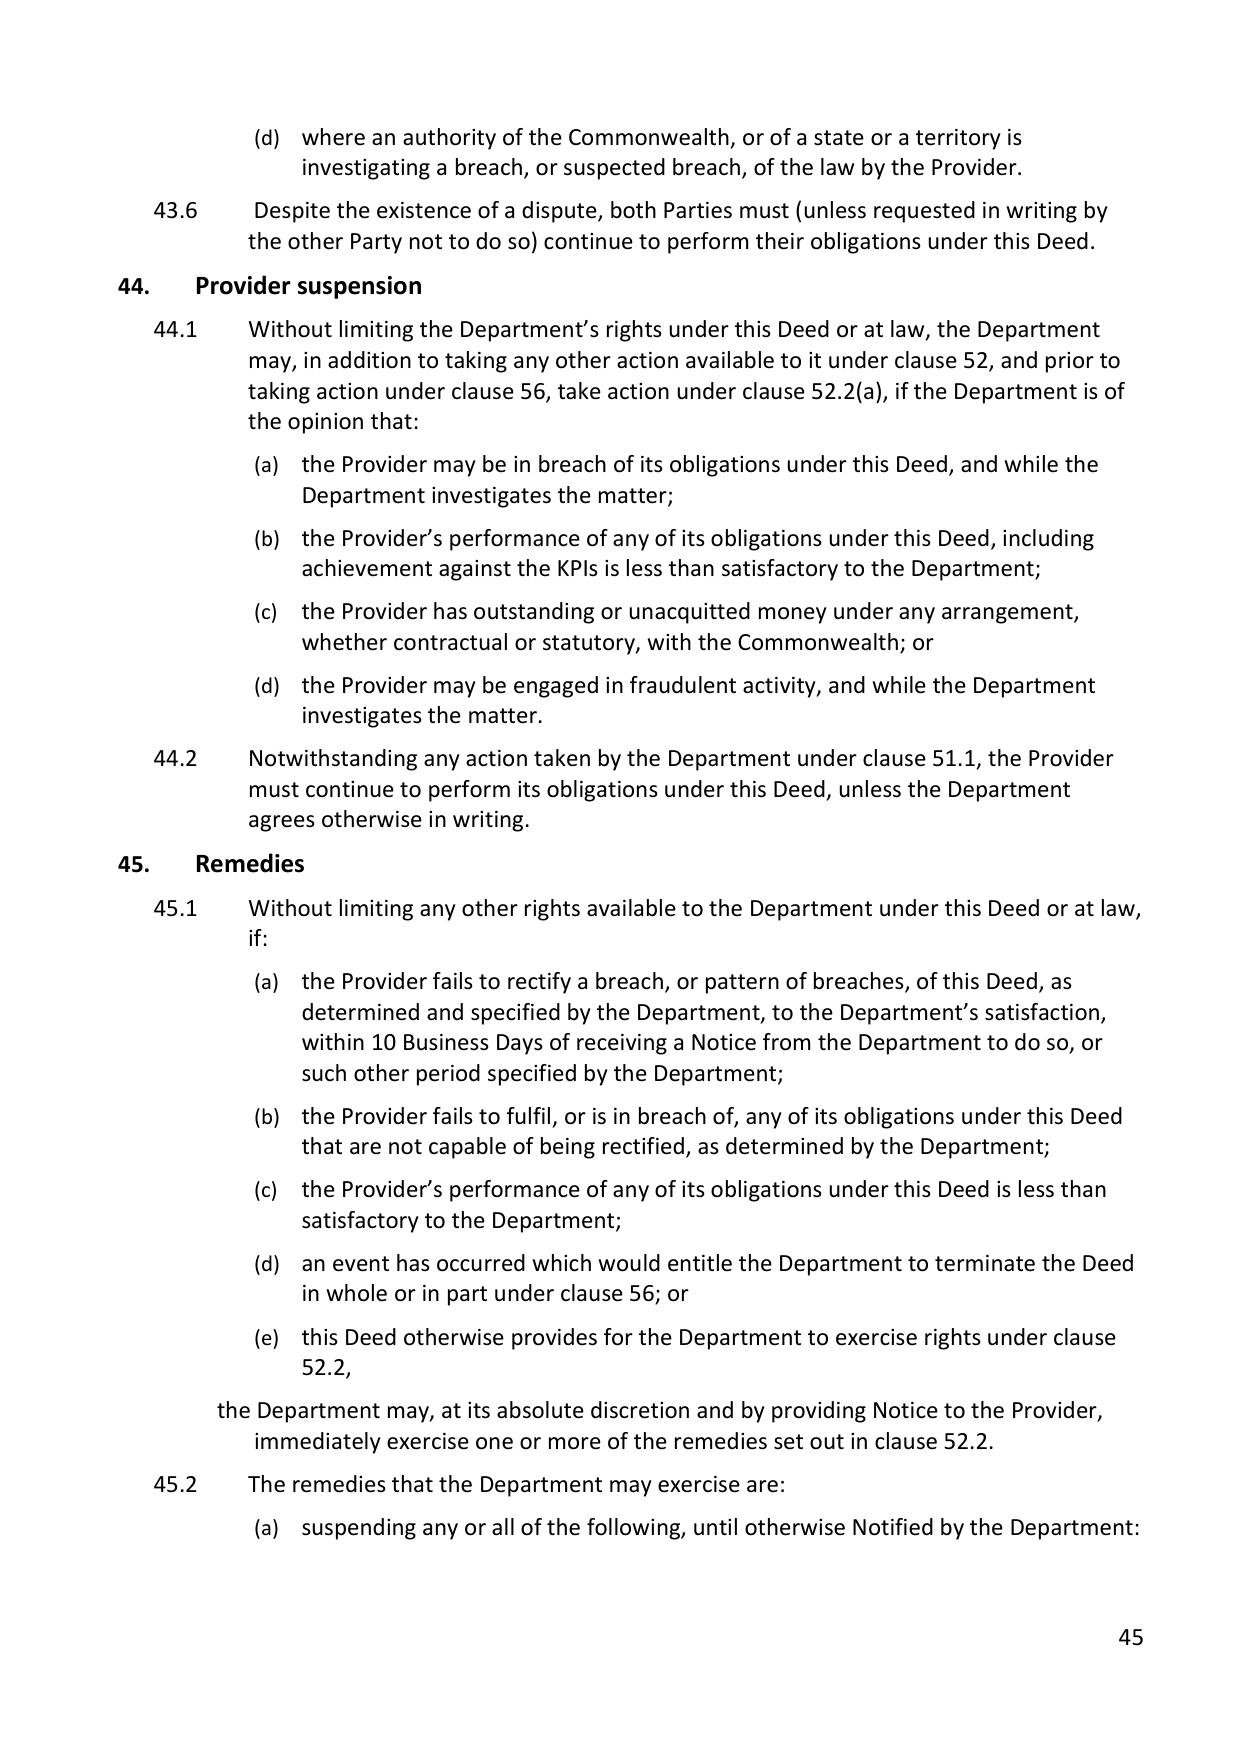 (d) where an authority of the Commonwealth, or of a state or a territory is
investigating a breach, or suspected breach, of the law by the Provider.
43.6 Despite the existence of a dispute, both Parties must (unless requested in writing by
the other Party not to do so) continue to perform their obligations under this Deed.
44. Provider suspension
44.1 Without limiting the Department’s rights under this Deed or at law, the Department
may, in addition to taking any other action available to it under clause 52, and prior to
taking action under clause 56, take action under clause 52.2(a), if the Department is of
the opinion that:
(a) the Provider may be in breach of its obligations under this Deed, and while the
Department investigates the matter;
(b) the Provider’s performance of any of its obligations under this Deed, including
achievement against the KPIs is less than satisfactory to the Department;
(c) the Provider has outstanding or unacquitted money under any arrangement,
whether contractual or statutory, with the Commonwealth; or
(d) the Provider may be engaged in fraudulent activity, and while the Department
investigates the matter.
44.2 Notwithstanding any action taken by the Department under clause 51.1, the Provider
must continue to perform its obligations under this Deed, unless the Department
agrees otherwise in writing.
45. Remedies
45.1 Without limiting any other rights available to the Department under this Deed or at law,
if:
(a) the Provider fails to rectify a breach, or pattern of breaches, of this Deed, as
determined and specified by the Department, to the Department’s satisfaction,
within 10 Business Days of receiving a Notice from the Department to do so, or
such other period specified by the Department;
(b) the Provider fails to fulfil, or is in breach of, any of its obligations under this Deed
that are not capable of being rectified, as determined by the Department;
(c) the Provider’s performance of any of its obligations under this Deed is less than
satisfactory to the Department;
(d) an event has occurred which would entitle the Department to terminate the Deed
in whole or in part under clause 56; or
(e) this Deed otherwise provides for the Department to exercise rights under clause
52.2,
the Department may, at its absolute discretion and by providing Notice to the Provider,
immediately exercise one or more of the remedies set out in clause 52.2.
45.2 The remedies that the Department may exercise are:
(a) suspending any or all of the following, until otherwise Notified by the Department:
45